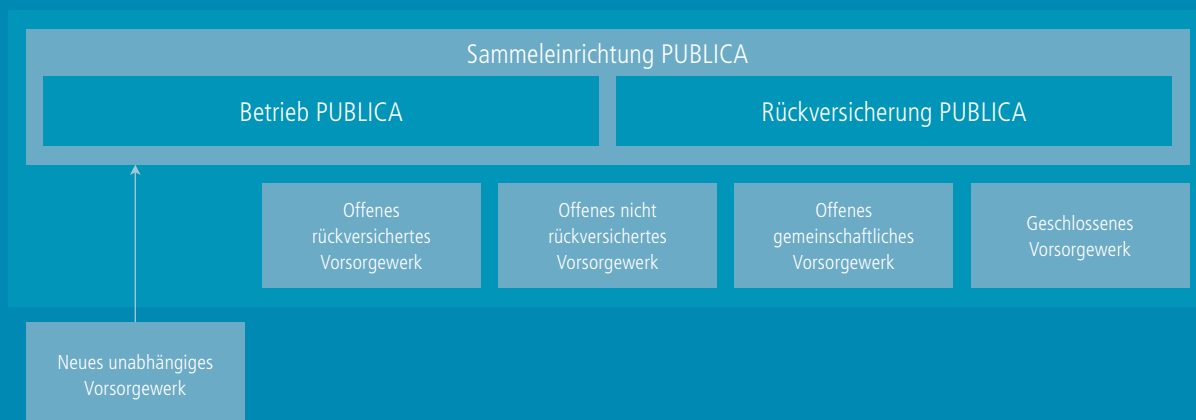 Sammeleinrichtung PUBLICA
Betrieb PUBLICA
Rückversicherung PUBLICA
Offenes
rückversichertes
Vorsorgewerk
Offenes nicht
rückversichertes
Vorsorgewerk
Offenes
gemeinschaftliches
Vorsorgewerk
Geschlossenes
Vorsorgewerk
Neues unabhängiges
Vorsorgewerk